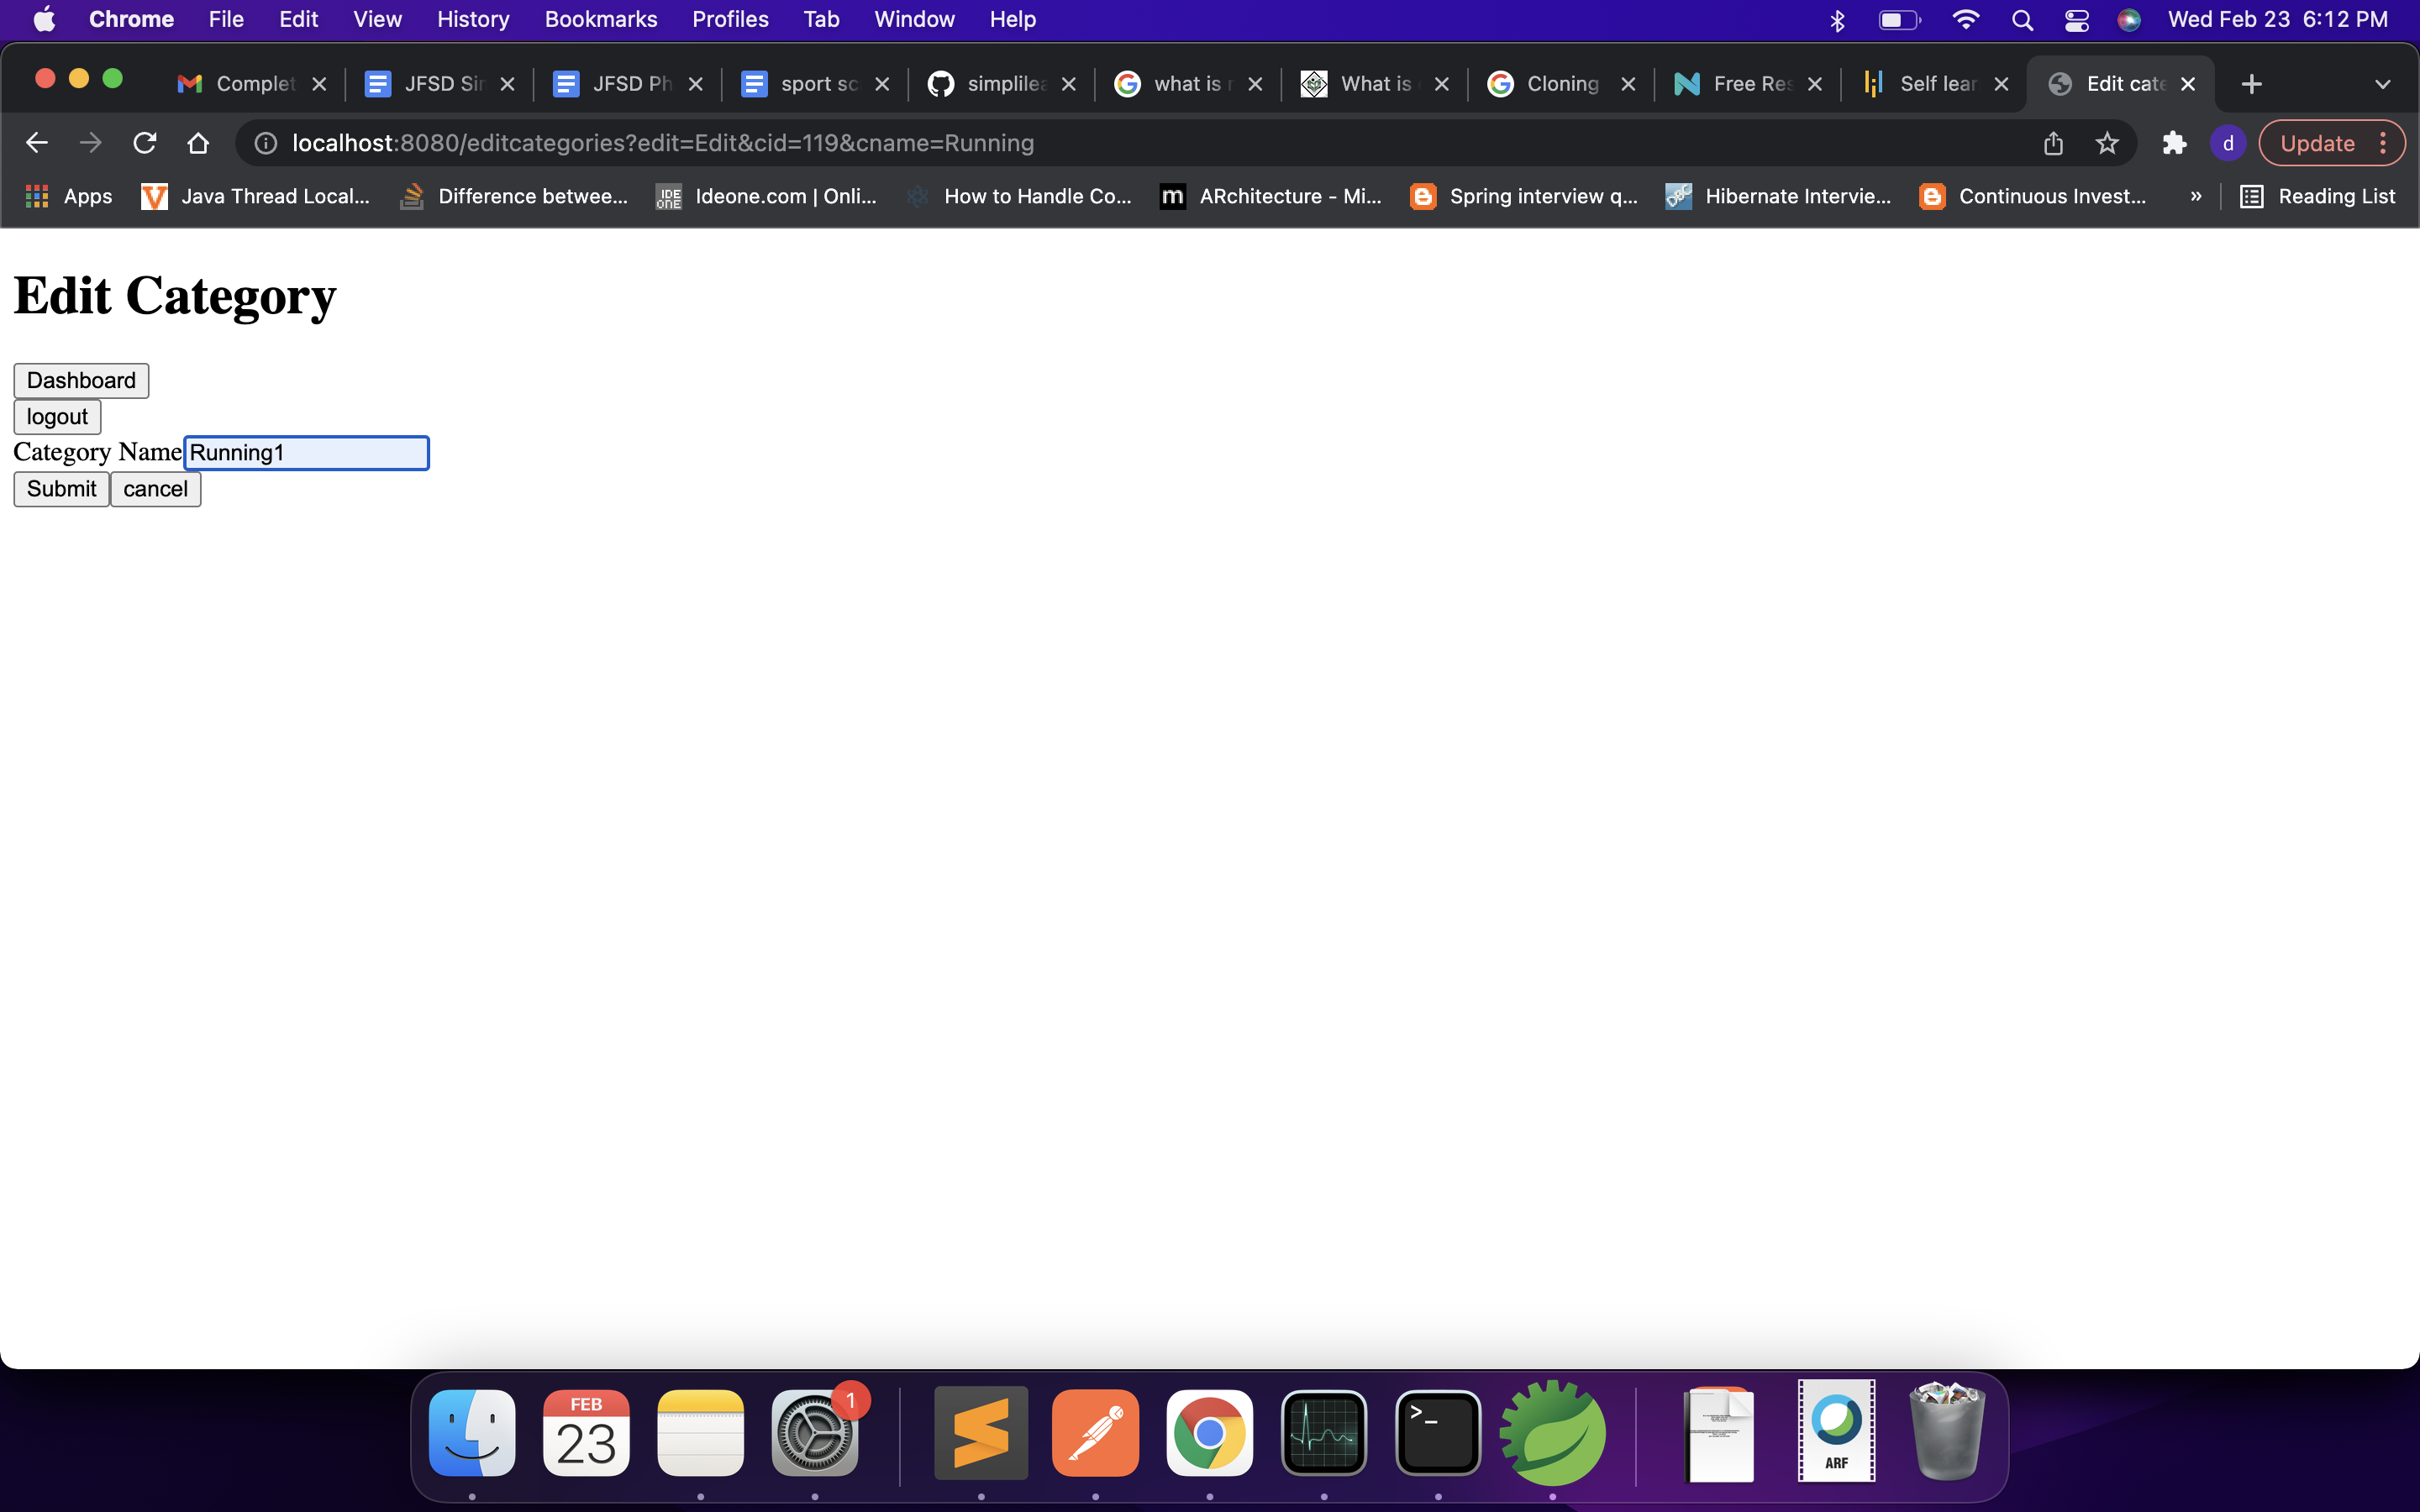 Chrome File Edit View History Bookmarks Profiles Tab Window Help Wed Feb 23 6:12 PM
Complet JFSD Sir JFSD Ph sport sc simplilea what is r What is Cloning Free Res Self lear Edit cate
localhost:8080/editcategories?edit=Edit&cid=119&cname=Running d Update
Apps Java Thread Local... IDE ONE Difference betwee... Ideone.com | Onli... How to Handle Co... m ARchitecture - Mi... Spring interview q... Hibernate Intervie... Continuous Invest... » Reading List
Edit Category
Dashboard
logout
Category Name Running1
Submit cancel
FEB
23
1
>_
ARF